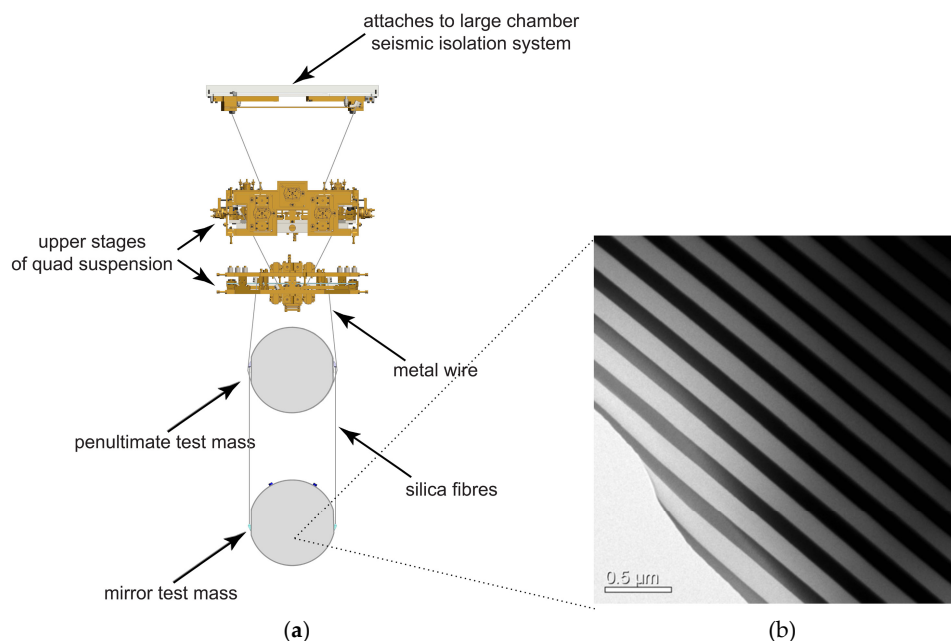 attaches to large chamber
seismic isolation system
upper stages
of quad suspension
metal wire
penultimate test mass
silica fibres
mirror test mass
0.5 µm
(a)
(b)